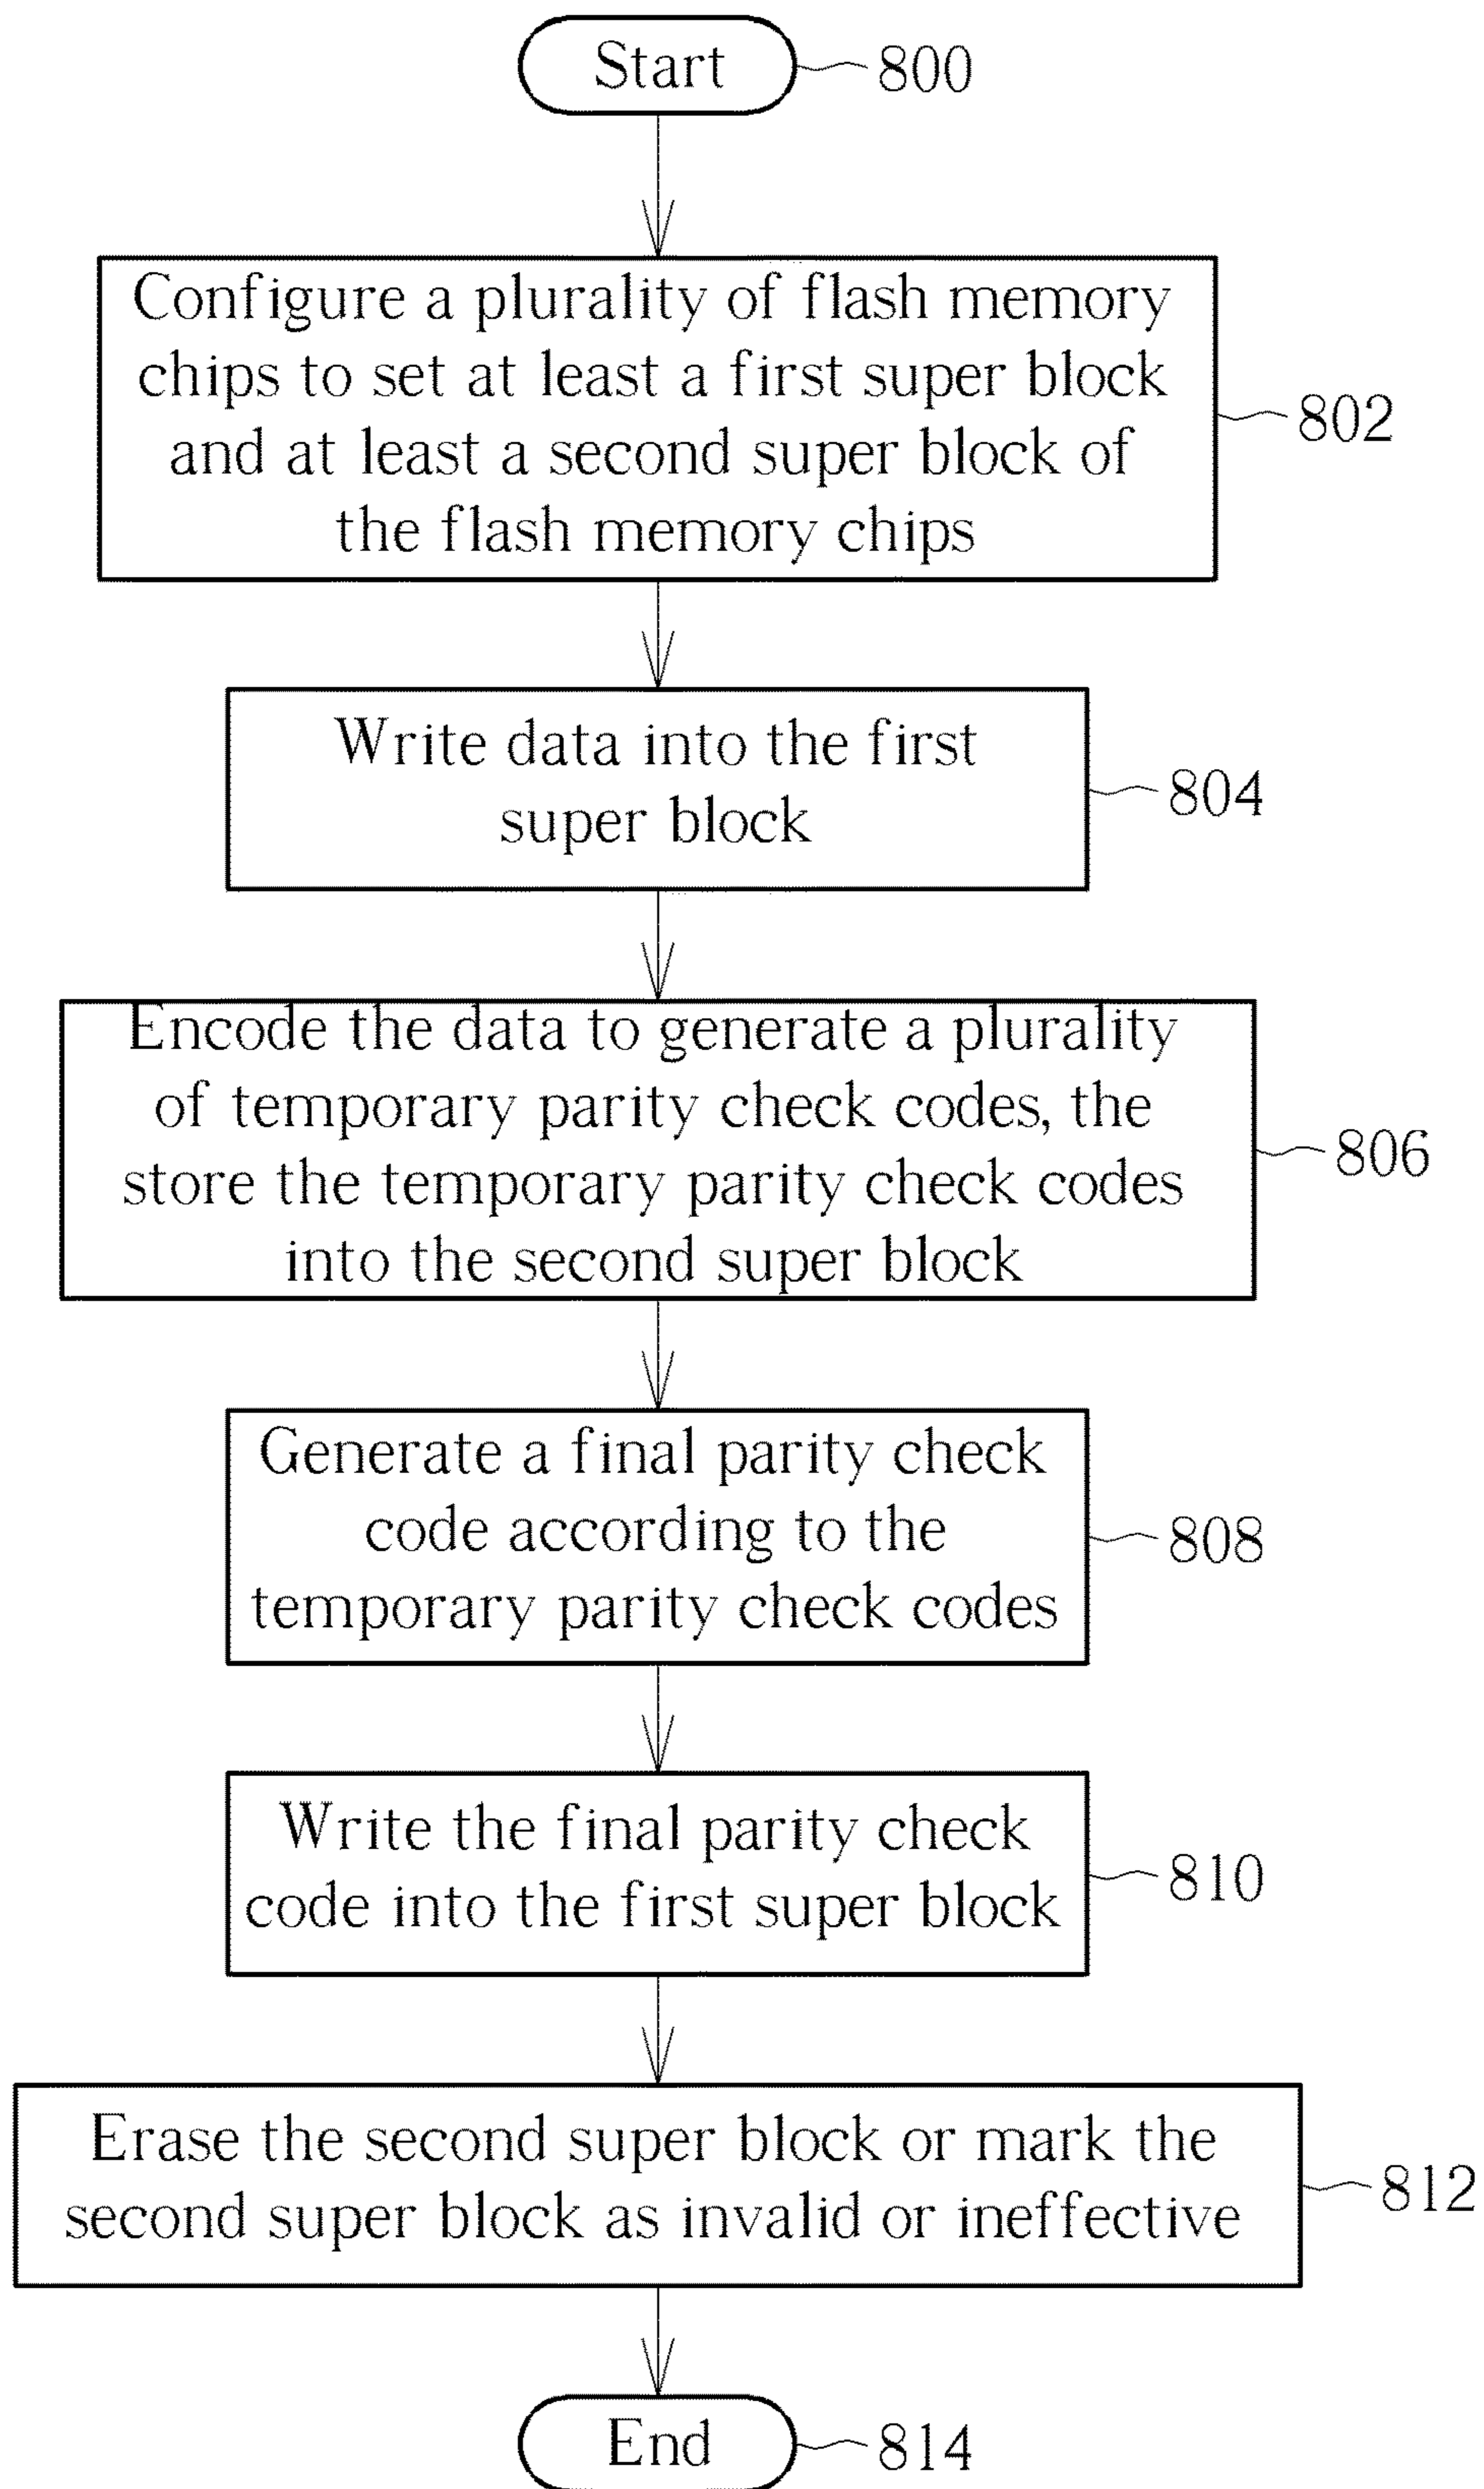 Start
800
Configure a plurality of flash memory
chips to set at least a first super block
and at least a second super block of
the flash memory chips
802
Write data into the first
super block
804
Encode the data to generate a plurality
of temporary parity check codes, the
store the temporary parity check codes
into the second super block
806
Generate a final parity check
code according to the
temporary parity check codes
808
Write the final parity check
code into the first super block
810
Erase the second super block or mark the
second super block as invalid or ineffective
812
End
814